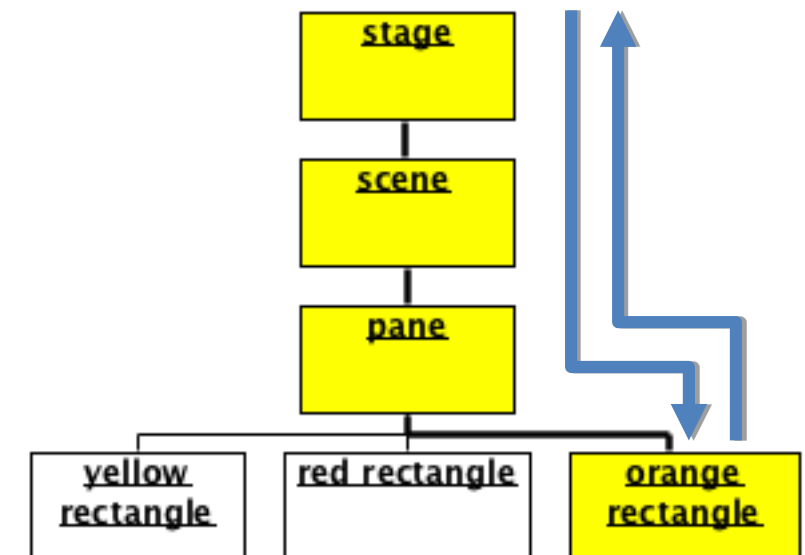 stage
scene
pane
yellow
rectangle
red rectangle
orange
rectangle